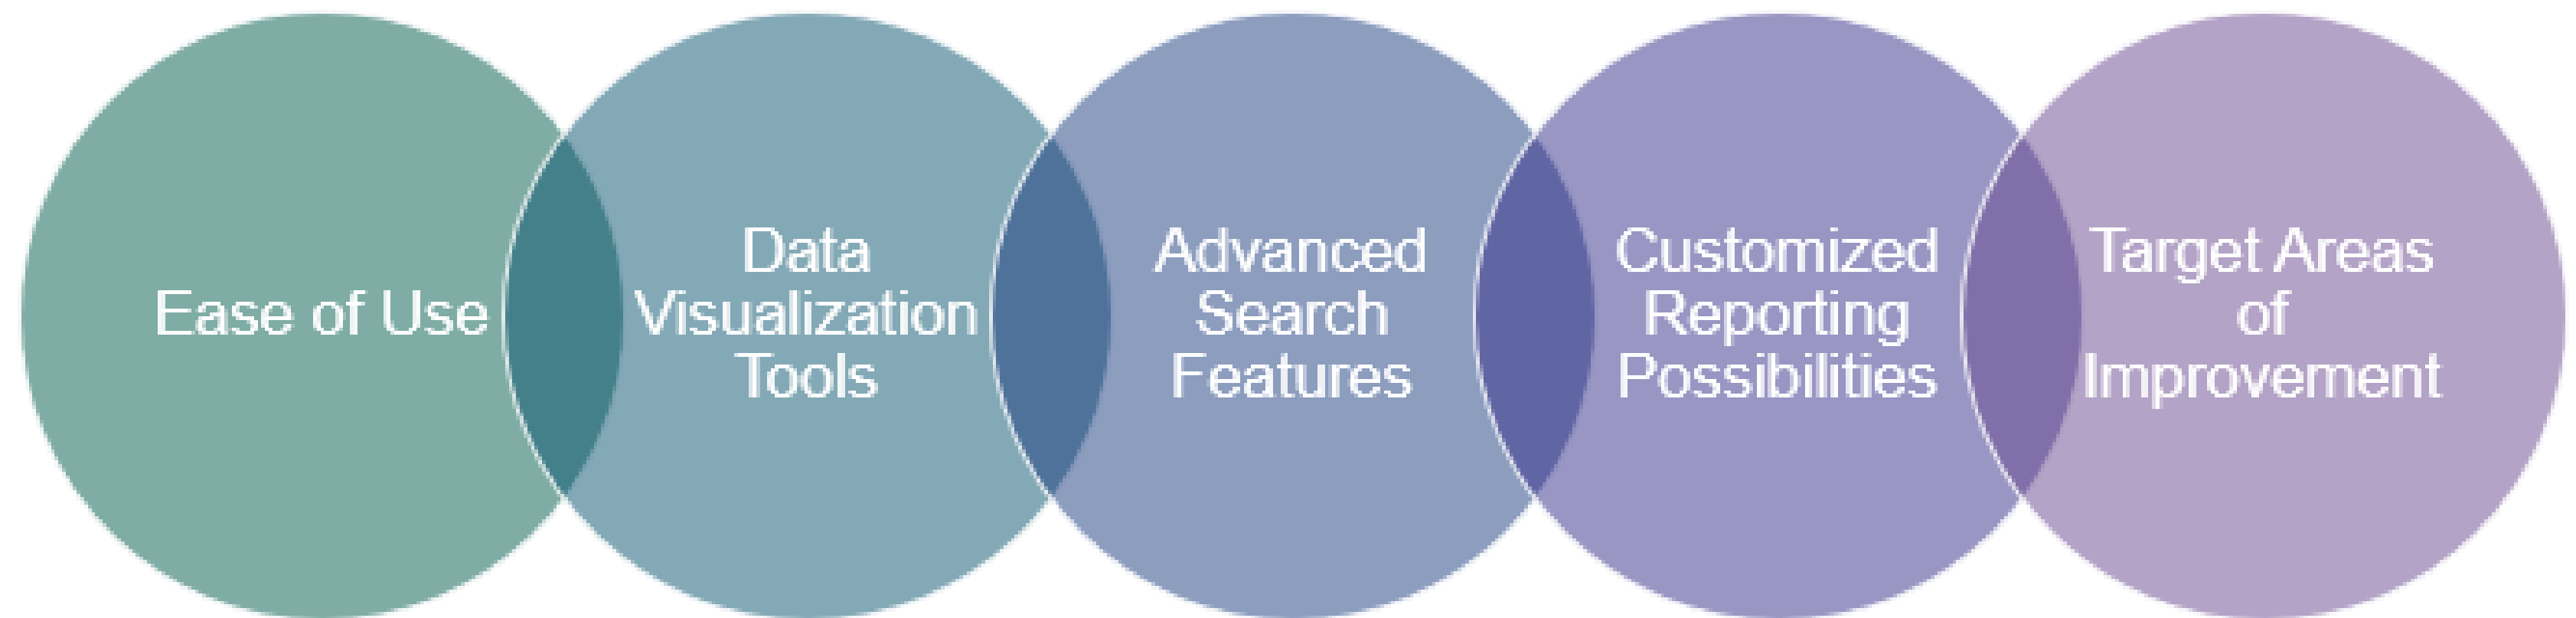 Ease of Use
Data
Visualization
Tools
Advanced
Search
Features
Customized
Reporting
Possibilities
Target Areas
of
Improvement